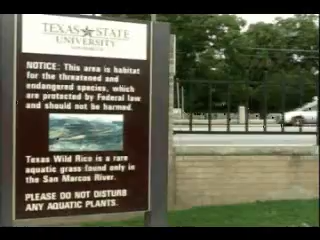 TEXAS★STATE
UNIVERSITY
SAN MARCOS
NOTICE: This area is habitat
for the threatened and
endangered species, which
are protected by Federal law
and should not be harmed.
Texas Wild Rice is a rare
aquatic grass found only in
the San Marcos River.
PLEASE DO NOT DISTURB
ANY AQUATIC PLANTS.